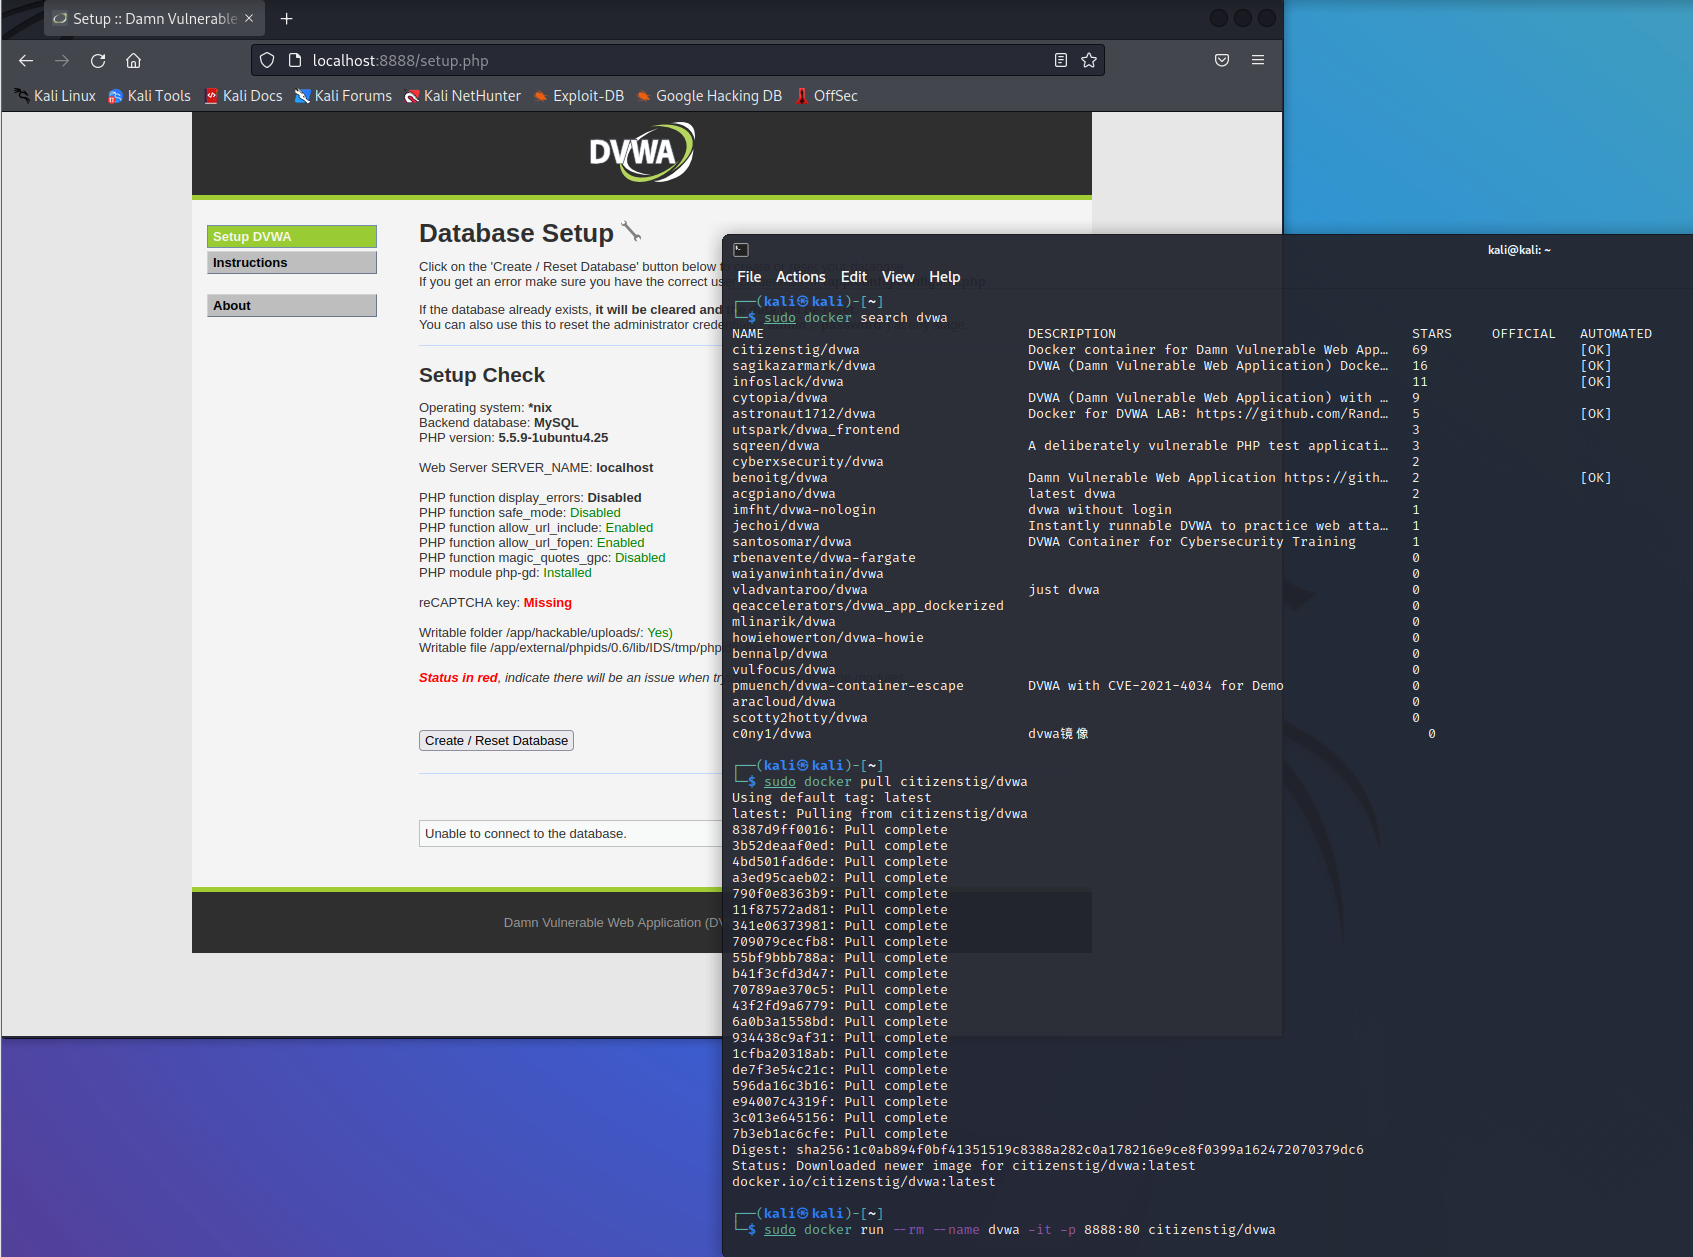 Setup :: Damn Vulnerable
localhost:8888/setup.php
Kali Linux Kali Tools Kali Docs Kali Forums Kali NetHunter Exploit-DB Google Hacking DB OffSec
DVWA
Setup DVWA
Instructions
About
Database Setup
Click on the 'Create / Reset Database' button below
If you get an error make sure you have the correct
If the database already exists, it will be cleared and
You can also use this to reset the administrator
Setup Check
Operating system: *nix
Backend database: MySQL
PHP version: 5.5.9-1ubuntu4.25
Web Server SERVER_NAME: localhost
PHP function display_errors: Disabled
PHP function safe_mode: Disabled
PHP function allow_url_include: Enabled
PHP function allow_url_fopen: Enabled
PHP function magic_quotes_gpc: Disabled
PHP module php-gd: Installed
reCAPTCHA key: Missing
Writable folder /app/hackable/uploads/: Yes)
Writable file /app/external/phpids/0.6/lib/IDS/tmp/php
Status in red, indicate there will be an issue when
Create / Reset Database
Unable to connect to the database.
Damn Vulnerable Web Application
kali@kali: ~
File Actions Edit View Help
┌──(kali㉿kali)-[~]
└─$ sudo docker search dvwa
NAME DESCRIPTION STARS OFFICIAL AUTOMATED
citizenstig/dvwa Docker container for Damn Vulnerable Web App… 69 [OK]
sagikazarmark/dvwa DVWA (Damn Vulnerable Web Application) Docke… 16 [OK]
infoslack/dvwa 11 [OK]
cytopia/dvwa DVWA (Damn Vulnerable Web Application) with … 9
astronaut1712/dvwa Docker for DVWA LAB: https://github.com/Rand… 5 [OK]
utspark/dvwa_frontend 3
sqreen/dvwa A deliberately vulnerable PHP test applicati… 3
cyberxsecurity/dvwa 2
benoitg/dvwa Damn Vulnerable Web Application https://gith… 2 [OK]
acgpiano/dvwa latest dvwa 2
imfht/dvwa-nologin dvwa without login 1
jechoi/dvwa Instantly runnable DVWA to practice web atta… 1
santosomar/dvwa DVWA Container for Cybersecurity Training 1
rbenavente/dvwa-fargate 0
waiyanwinhtain/dvwa 0
vladvantaroo/dvwa just dvwa 0
qeaccelerators/dvwa_app_dockerized 0
mlinarik/dvwa 0
howiehowerton/dvwa-howie 0
bennalp/dvwa 0
vulfocus/dvwa 0
pmuench/dvwa-container-escape DVWA with CVE-2021-4034 for Demo 0
aracloud/dvwa 0
scotty2hotty/dvwa 0
c0ny1/dvwa dvwa镜像 0
┌──(kali㉿kali)-[~]
└─$ sudo docker pull citizenstig/dvwa
Using default tag: latest
latest: Pulling from citizenstig/dvwa
8387d9ff0016: Pull complete
3b52deaaf0ed: Pull complete
4bd501fad6de: Pull complete
a3ed95caeb02: Pull complete
790f0e8363b9: Pull complete
11f87572ad81: Pull complete
341e06373981: Pull complete
709079cecfb8: Pull complete
55bf9bbb788a: Pull complete
b41f3cfd3d47: Pull complete
70789ae370c5: Pull complete
43f2fd9a6779: Pull complete
6a0b3a1558bd: Pull complete
934438c9af31: Pull complete
1cfba20318ab: Pull complete
de7f3e54c21c: Pull complete
596da16c3b16: Pull complete
e94007c4319f: Pull complete
3c013e645156: Pull complete
7b3eb1ac6cfe: Pull complete
Digest: sha256:1c0ab894f0bf41351519c8388a282c0a178216e9ce8f0399a162472070379dc6
Status: Downloaded newer image for citizenstig/dvwa:latest
docker.io/citizenstig/dvwa:latest
┌──(kali㉿kali)-[~]
└─$ sudo docker run --rm --name dvwa -it -p 8888:80 citizenstig/dvwa